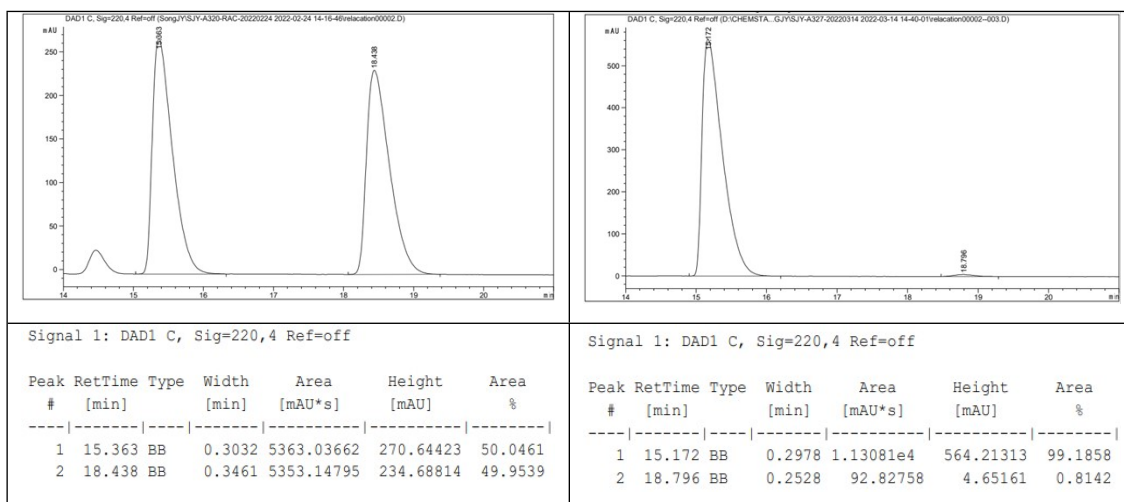 DAD1 C, Sig=220,4 Ref=off (SongJY\SJY-A320-RAC-20220224 2022-02-24 14-16-46\relacation00002.D)
mAU
250
200
150
100
50
0
15.363
18.438
14 15 16 17 18 19 20 min
DAD1 C, Sig=220,4 Ref=off (D:\CHEMSTA...GJY\SJY-A327-20220314 2022-03-14 14-40-01\relacation00002--003.D)
mAU
500
400
300
200
100
0
15.172
18.796
14 15 16 17 18 19 20 min
Signal 1: DAD1 C, Sig=220,4 Ref=off
Peak RetTime Type Width Area Height Area
# [min] [min] [mAU*s] [mAU] %
----|-------|----|-------|----------|----------|--------|
1 15.363 BB 0.3032 5363.03662 270.64423 50.0461
2 18.438 BB 0.3461 5353.14795 234.68814 49.9539
Signal 1: DAD1 C, Sig=220,4 Ref=off
Peak RetTime Type Width Area Height Area
# [min] [min] [mAU*s] [mAU] %
----|-------|----|-------|----------|----------|--------|
1 15.172 BB 0.2978 1.13081e4 564.21313 99.1858
2 18.796 BB 0.2528 92.82758 4.65161 0.8142